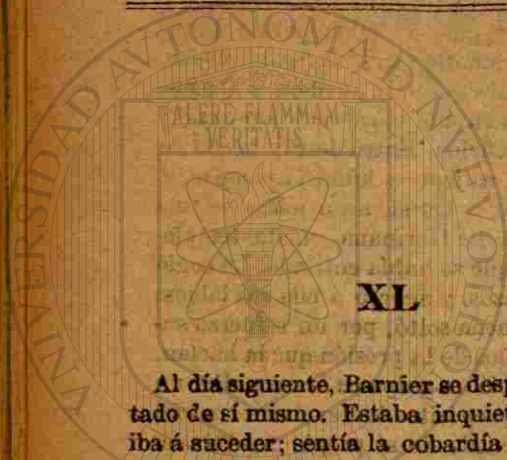 UNIVERSIDAD AUTONOMA DE NUEVO
ALERE FLAMMAM
VERITATIS
XL
Al día siguiente, Barnier se desp
tado de sí mismo. Estaba inquiet
iba á suceder; sentía la cobardía